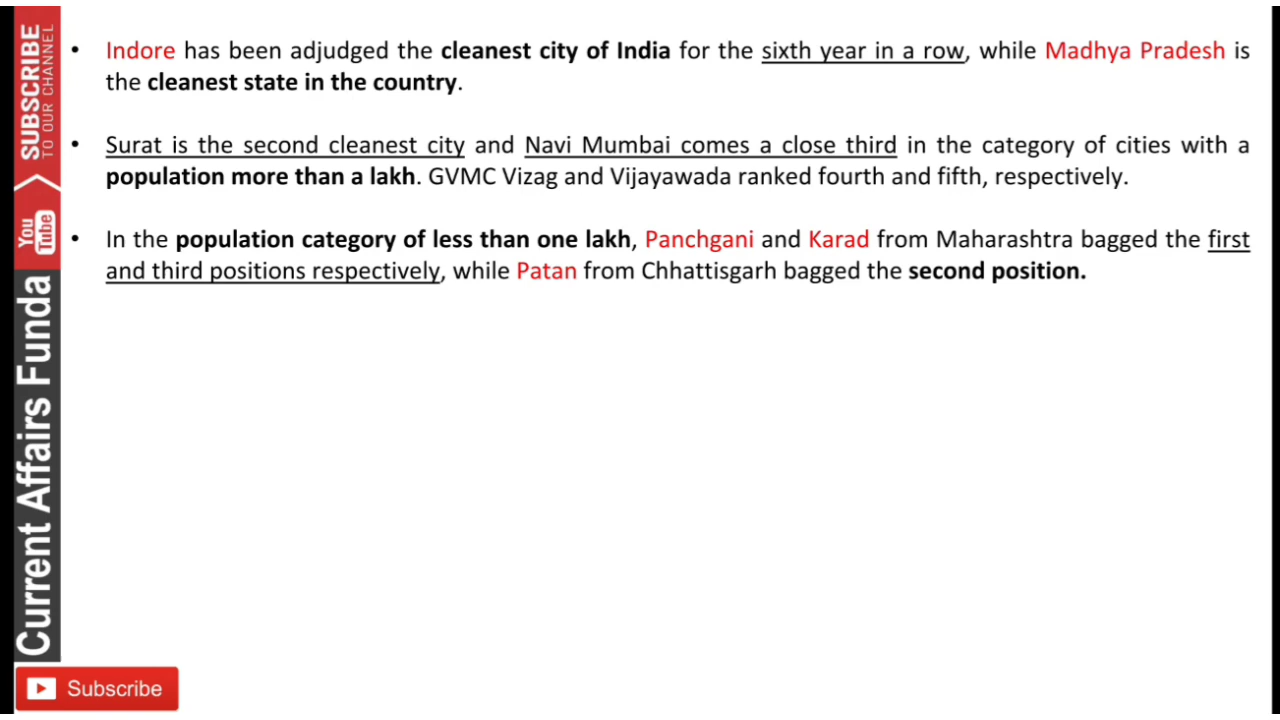 • Indore has been adjudged the cleanest city of India for the sixth year in a row, while Madhya Pradesh is
the cleanest state in the country.
• Surat is the second cleanest city and Navi Mumbai comes a close third in the category of cities with a
population more than a lakh. GVMC Vizag and Vijayawada ranked fourth and fifth, respectively.
• In the population category of less than one lakh, Panchgani and Karad from Maharashtra bagged the first
and third positions respectively, while Patan from Chhattisgarh bagged the second position.
SUBSCRIBE
TO OUR CHANNEL
You
Tube
Current Affairs Funda
Subscribe